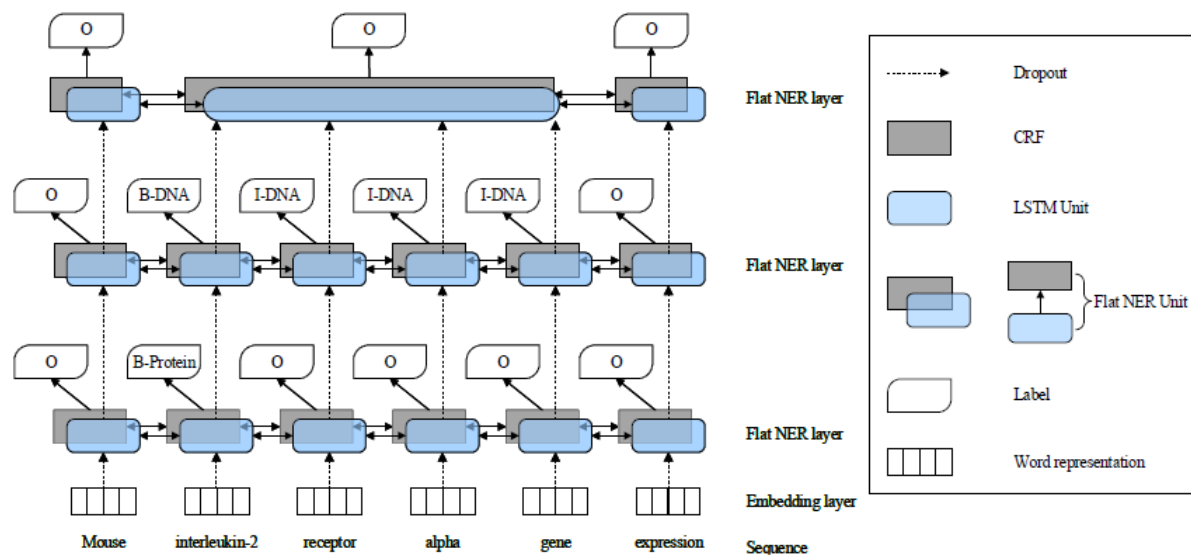 O O O
Flat NER layer
O B-DNA I-DNA I-DNA I-DNA O
Flat NER layer
O B-Protein O O O O
Flat NER layer
Embedding layer
Mouse interleukin-2 receptor alpha gene expression
Sequence
Dropout
CRF
LSTM Unit
Flat NER Unit
Label
Word representation